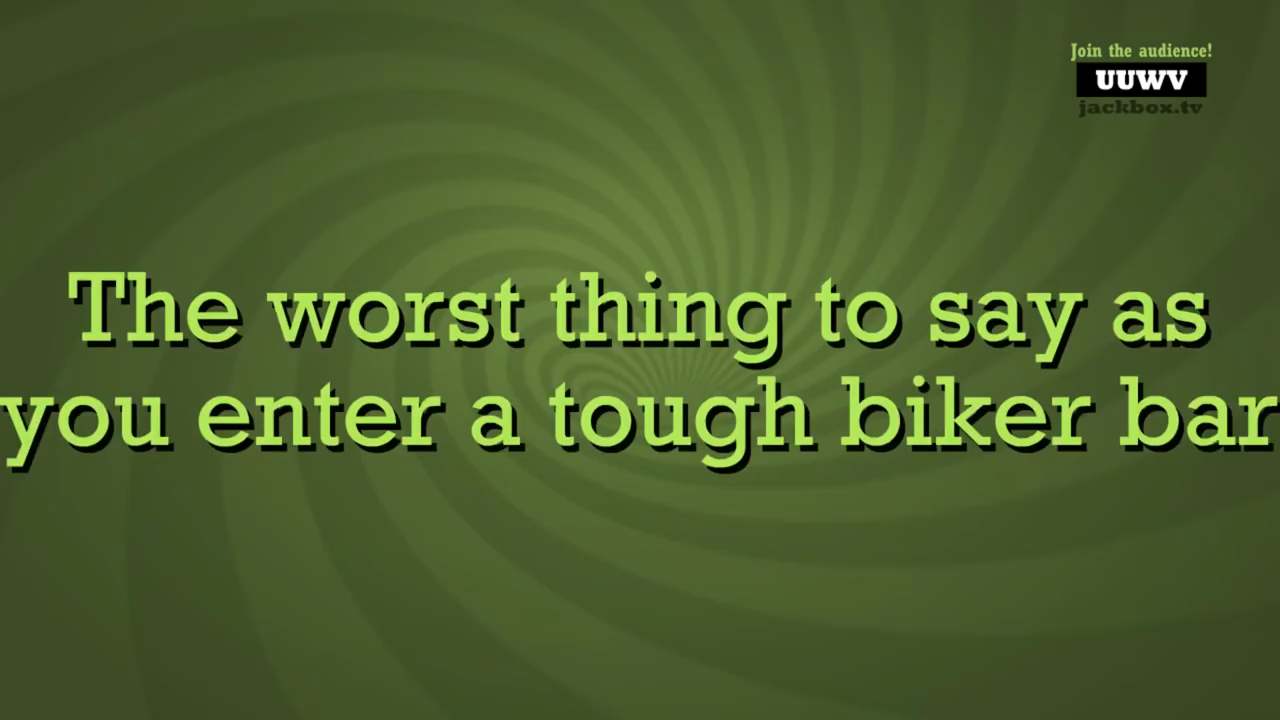 Join the audience!
UUWV
jackbox.tv
The worst thing to say as
you enter a tough biker bar